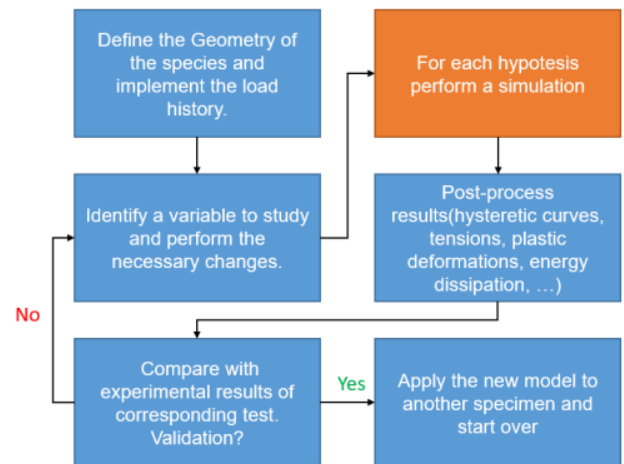 Define the Geometry of
the species and
implement the load
history.
For each hypotesis
perform a simulation
Identify a variable to study
and perform the
necessary changes.
Post-process
results(hysteretic curves,
tensions, plastic
deformations, energy
dissipation, …)
No
Compare with
experimental results of
corresponding test.
Validation?
Yes
Apply the new model to
another specimen and
start over